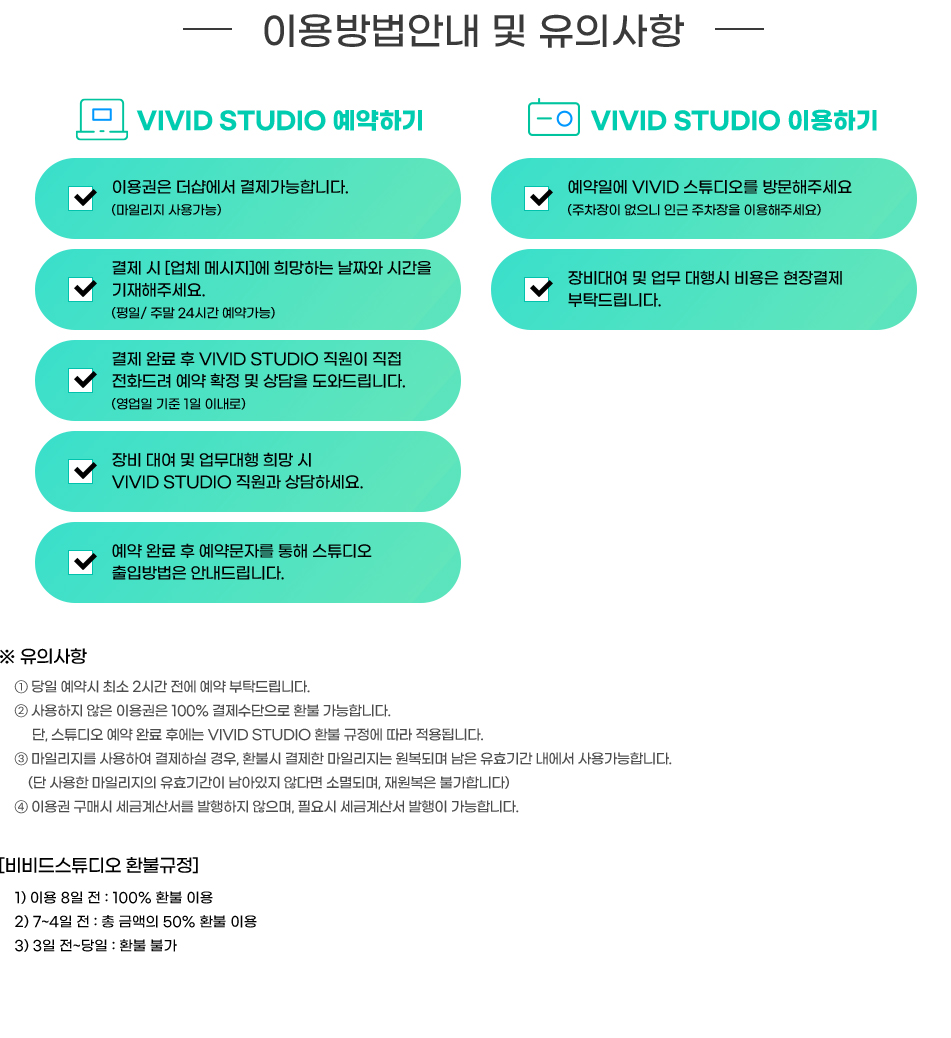 이용방법안내 및 유의사항
VIVID STUDIO 예약하기
이용권은 더샵에서 결제가능합니다.
(마일리지 사용가능)
결제 시 [업체 메시지]에 희망하는 날짜와 시간을
기재해주세요.
(평일/ 주말 24시간 예약가능)
결제 완료 후 VIVID STUDIO 직원이 직접
전화드려 예약 확정 및 상담을 도와드립니다.
(영업일 기준 1일 이내로)
장비 대여 및 업무대행 희망 시
VIVID STUDIO 직원과 상담하세요.
예약 완료 후 예약문자를 통해 스튜디오
출입방법은 안내드립니다.
VIVID STUDIO 이용하기
예약일에 VIVID 스튜디오를 방문해주세요
(주차장이 없으니 인근 주차장을 이용해주세요)
장비대여 및 업무 대행시 비용은 현장결제
부탁드립니다.
※ 유의사항
① 당일 예약시 최소 2시간 전에 예약 부탁드립니다.
② 사용하지 않은 이용권은 100% 결제수단으로 환불 가능합니다.
단, 스튜디오 예약 완료 후에는 VIVID STUDIO 환불 규정에 따라 적용됩니다.
③ 마일리지를 사용하여 결제하실 경우, 환불시 결제한 마일리지는 원복되며 남은 유효기간 내에서 사용가능합니다.
(단 사용한 마일리지의 유효기간이 남아있지 않다면 소멸되며, 재원복은 불가합니다)
④ 이용권 구매시 세금계산서를 발행하지 않으며, 필요시 세금계산서 발행이 가능합니다.
[비비드스튜디오 환불규정]
1) 이용 8일 전 : 100% 환불 이용
2) 7~4일 전 : 총 금액의 50% 환불 이용
3) 3일 전~당일 : 환불 불가